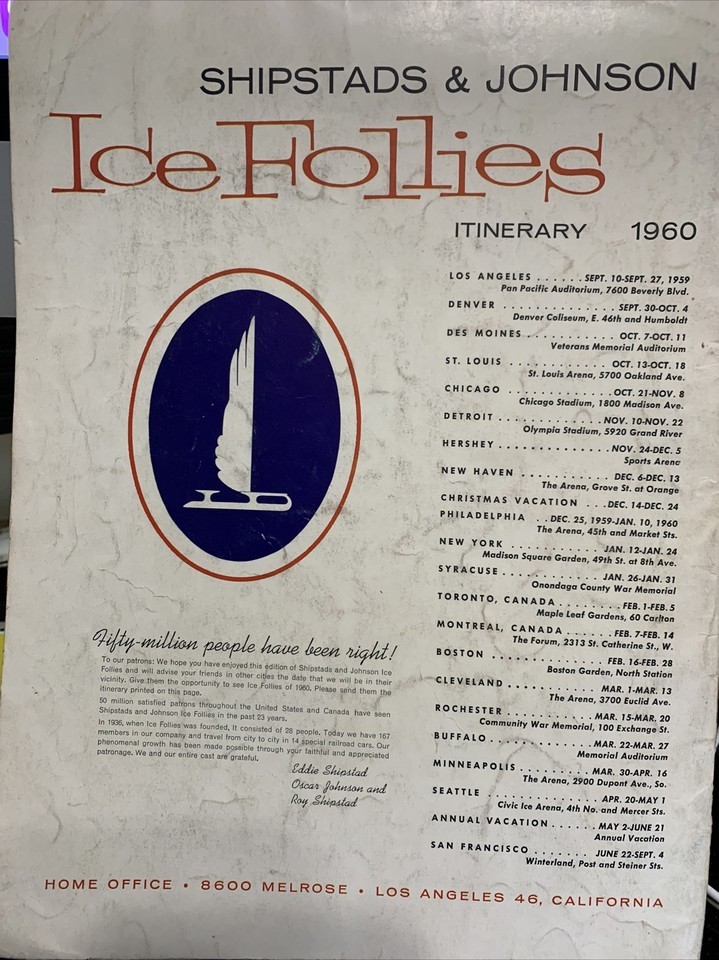 SHIPSTADS & JOHNSON
Ice Follies
ITINERARY 1960
LOS ANGELES . . . . . . SEPT. 10-SEPT. 27, 1959
Pan Pacific Auditorium, 7600 Beverly Blvd.
DENVER . . . . . . . . . . . . . . SEPT. 30-OCT. 4
Denver Coliseum, E. 46th and Humboldt
DES MOINES . . . . . . . . . . . . OCT. 7-OCT. 11
Veterans Memorial Auditorium
ST. LOUIS . . . . . . . . . . . . OCT. 13-OCT. 18
St. Louis Arena, 5700 Oakland Ave.
CHICAGO . . . . . . . . . . . . . OCT. 21-NOV. 8
Chicago Stadium, 1800 Madison Ave.
DETROIT . . . . . . . . . . . . . NOV. 10-NOV. 22
Olympia Stadium, 5920 Grand River
HERSHEY . . . . . . . . . . . . . . NOV. 24-DEC. 5
Sports Arena
NEW HAVEN . . . . . . . . . . . DEC. 6-DEC. 13
The Arena, Grove St. at Orange
CHRISTMAS VACATION . . . DEC. 14-DEC. 24
PHILADELPHIA . . DEC. 25, 1959-JAN. 10, 1960
The Arena, 45th and Market Sts.
NEW YORK . . . . . . . . . . . . JAN. 12-JAN. 24
Madison Square Garden, 49th St. at 8th Ave.
SYRACUSE . . . . . . . . . . . . JAN. 26-JAN. 31
Onondaga County War Memorial
TORONTO, CANADA . . . . . . . . FEB. 1-FEB. 5
Maple Leaf Gardens, 60 Carlton
MONTREAL, CANADA . . . . . . . FEB. 7-FEB. 14
The Forum, 2313 St. Catherine St., W.
BOSTON . . . . . . . . . . . . . FEB. 16-FEB. 28
Boston Garden, North Station
CLEVELAND . . . . . . . . . . . MAR. 1-MAR. 13
The Arena, 3700 Euclid Ave.
ROCHESTER . . . . . . . . . . MAR. 15-MAR. 20
Community War Memorial, 100 Exchange St.
BUFFALO . . . . . . . . . . . . MAR. 22-MAR. 27
Memorial Auditorium
MINNEAPOLIS . . . . . . . . . MAR. 30-APR. 16
The Arena, 2900 Dupont Ave., So.
SEATTLE . . . . . . . . . . . . . APR. 20-MAY 1
Civic Ice Arena, 4th No. and Mercer Sts.
ANNUAL VACATION . . . . . . MAY 2-JUNE 21
Annual Vacation
SAN FRANCISCO . . . . . . . JUNE 22-SEPT. 4
Winterland, Post and Steiner Sts.
Fifty-million people have been right!
To our patrons: We hope you have enjoyed this edition of Shipstads and Johnson Ice
Follies and will advise your friends in other cities the date that we will be in their
vicinity. Give them the opportunity to see Ice Follies of 1960. Please send them the
itinerary printed on this page.
50 million satisfied patrons throughout the United States and Canada have seen
Shipstads and Johnson Ice Follies in the past 23 years.
In 1936, when Ice Follies was founded, it consisted of 28 people. Today we have 167
members in our company and travel from city to city in 14 special railroad cars. Our
phenomenal growth has been made possible through your faithful and appreciated
patronage. We and our entire cast are grateful.
Eddie Shipstad
Oscar Johnson and
Roy Shipstad
HOME OFFICE • 8600 MELROSE • LOS ANGELES 46, CALIFORNIA